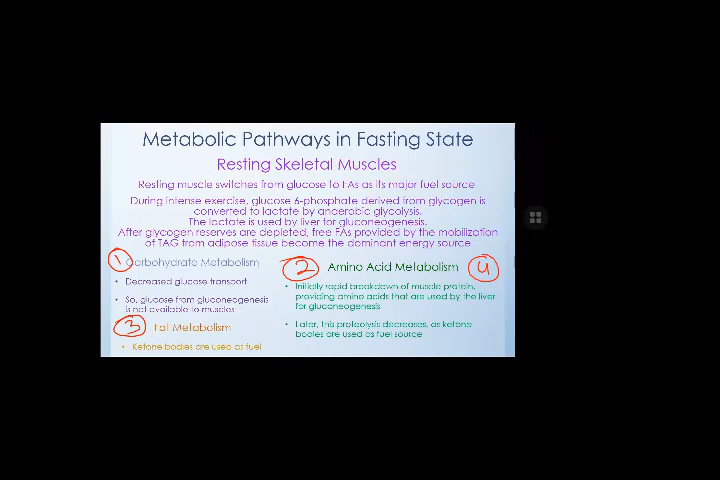 Metabolic Pathways in Fasting State
Resting Skeletal Muscles
Resting muscle switches from glucose to FAs as its major fuel source
During intense exercise, glucose 6-phosphate derived from glycogen is
converted to lactate by anaerobic glycolysis.
The lactate is used by liver for gluconeogenesis.
After glycogen reserves are depleted, free FAs provided by the mobilization
of TAG from adipose tissue become the dominant energy source
1 Carbohydrate Metabolism
• Decreased glucose transport
• So, glucose from gluconeogenesis
is not available to muscles
3 Fat Metabolism
• Ketone bodies are used as fuel
2 Amino Acid Metabolism 4
• Initially rapid breakdown of muscle protein,
providing amino acids that are used by the liver
for gluconeogenesis
• Later, this proteolysis decreases, as ketone
bodies are used as fuel source